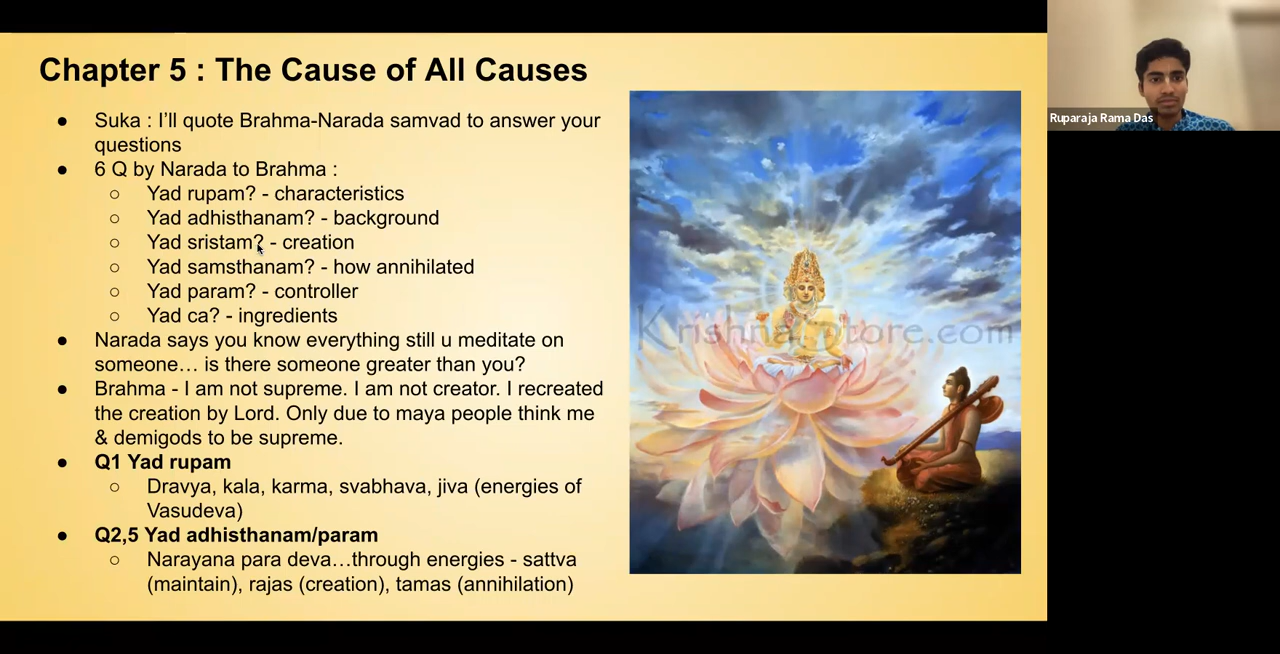 Chapter 5 : The Cause of All Causes
● Suka : I’ll quote Brahma-Narada samvad to answer your
questions
● 6 Q by Narada to Brahma :
○ Yad rupam? - characteristics
○ Yad adhisthanam? - background
○ Yad sristam? - creation
○ Yad samsthanam? - how annihilated
○ Yad param? - controller
○ Yad ca? - ingredients
● Narada says you know everything still u meditate on
someone… is there someone greater than you?
● Brahma - I am not supreme. I am not creator. I recreated
the creation by Lord. Only due to maya people think me
& demigods to be supreme.
● Q1 Yad rupam
○ Dravya, kala, karma, svabhava, jiva (energies of
Vasudeva)
● Q2,5 Yad adhisthanam/param
○ Narayana para deva…through energies - sattva
(maintain), rajas (creation), tamas (annihilation)
Krishna Store.com
Ruparaja Rama Das